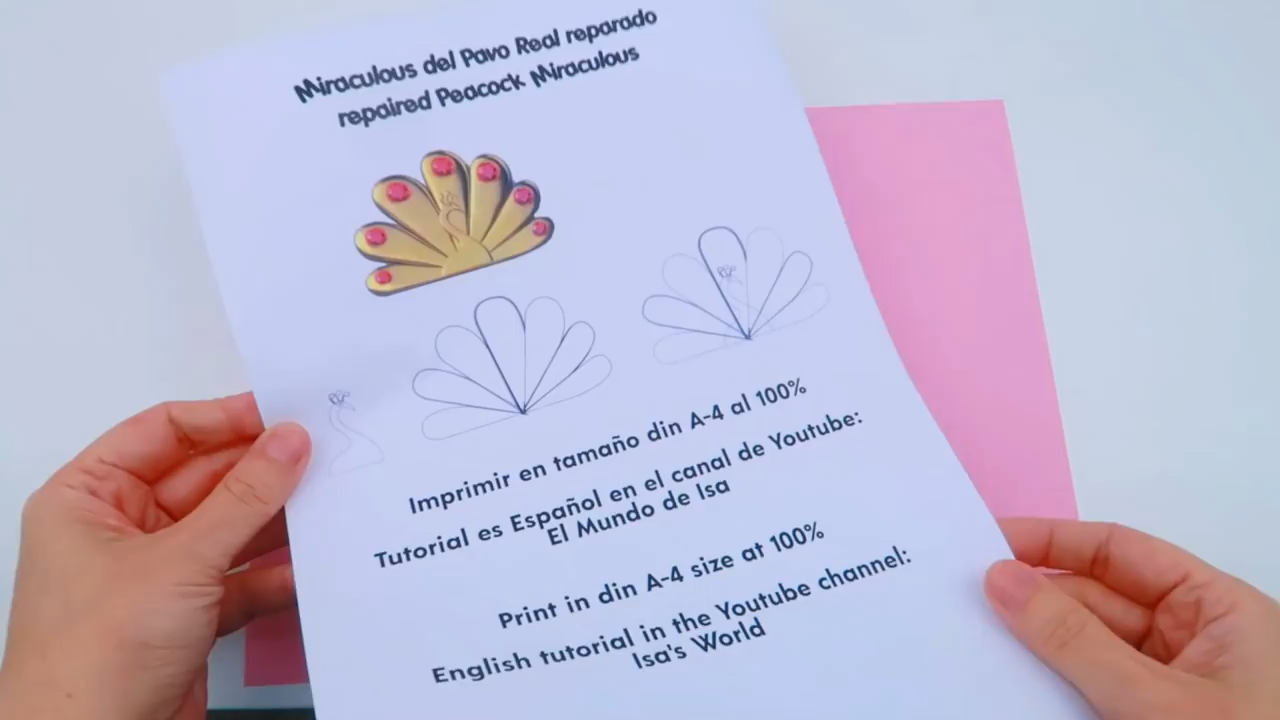 Miraculous del Pavo Real reparado
repaired Peacock Miraculous
Imprimir en tamaño din A-4 al 100%
Tutorial es Español en el canal de Youtube:
El Mundo de Isa
Print in din A-4 size at 100%
English tutorial in the Youtube channel:
Isa's World